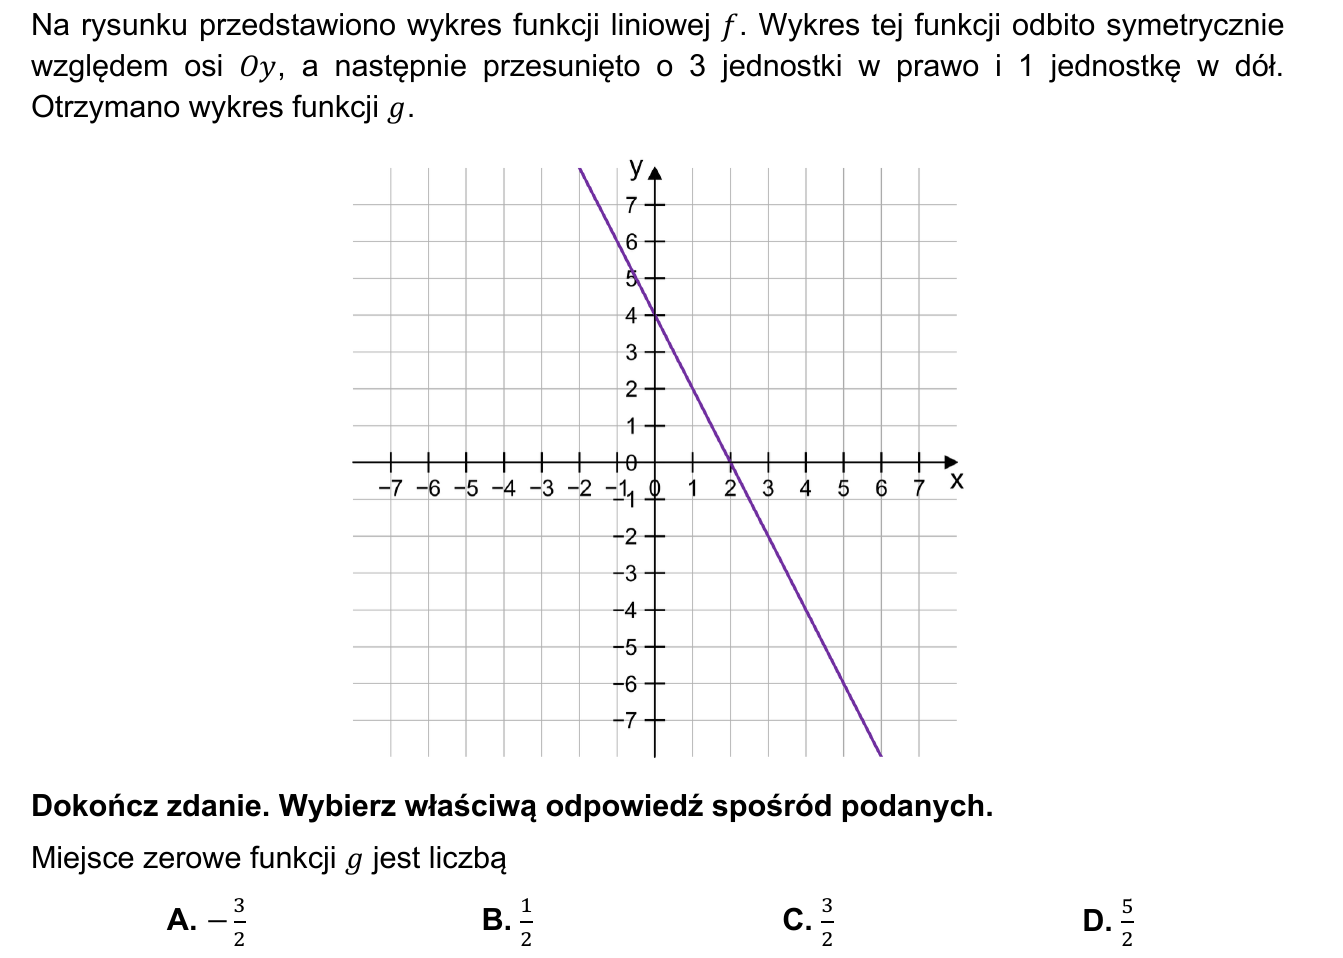 Na rysunku przedstawiono wykres funkcji liniowej f. Wykres tej funkcji odbito symetrycznie
względem osi Oy, a następnie przesunięto o 3 jednostki w prawo i 1 jednostkę w dół.
Otrzymano wykres funkcji g.
y
7
6
5
4
3
2
1
0
−7 −6 −5 −4 −3 −2 −1 0 1 2 3 4 5 6 7 x
−1
−2
−3
−4
−5
−6
−7
Dokończ zdanie. Wybierz właściwą odpowiedź spośród podanych.
Miejsce zerowe funkcji g jest liczbą
A. −3/2 B. 1/2 C. 3/2 D. 5/2